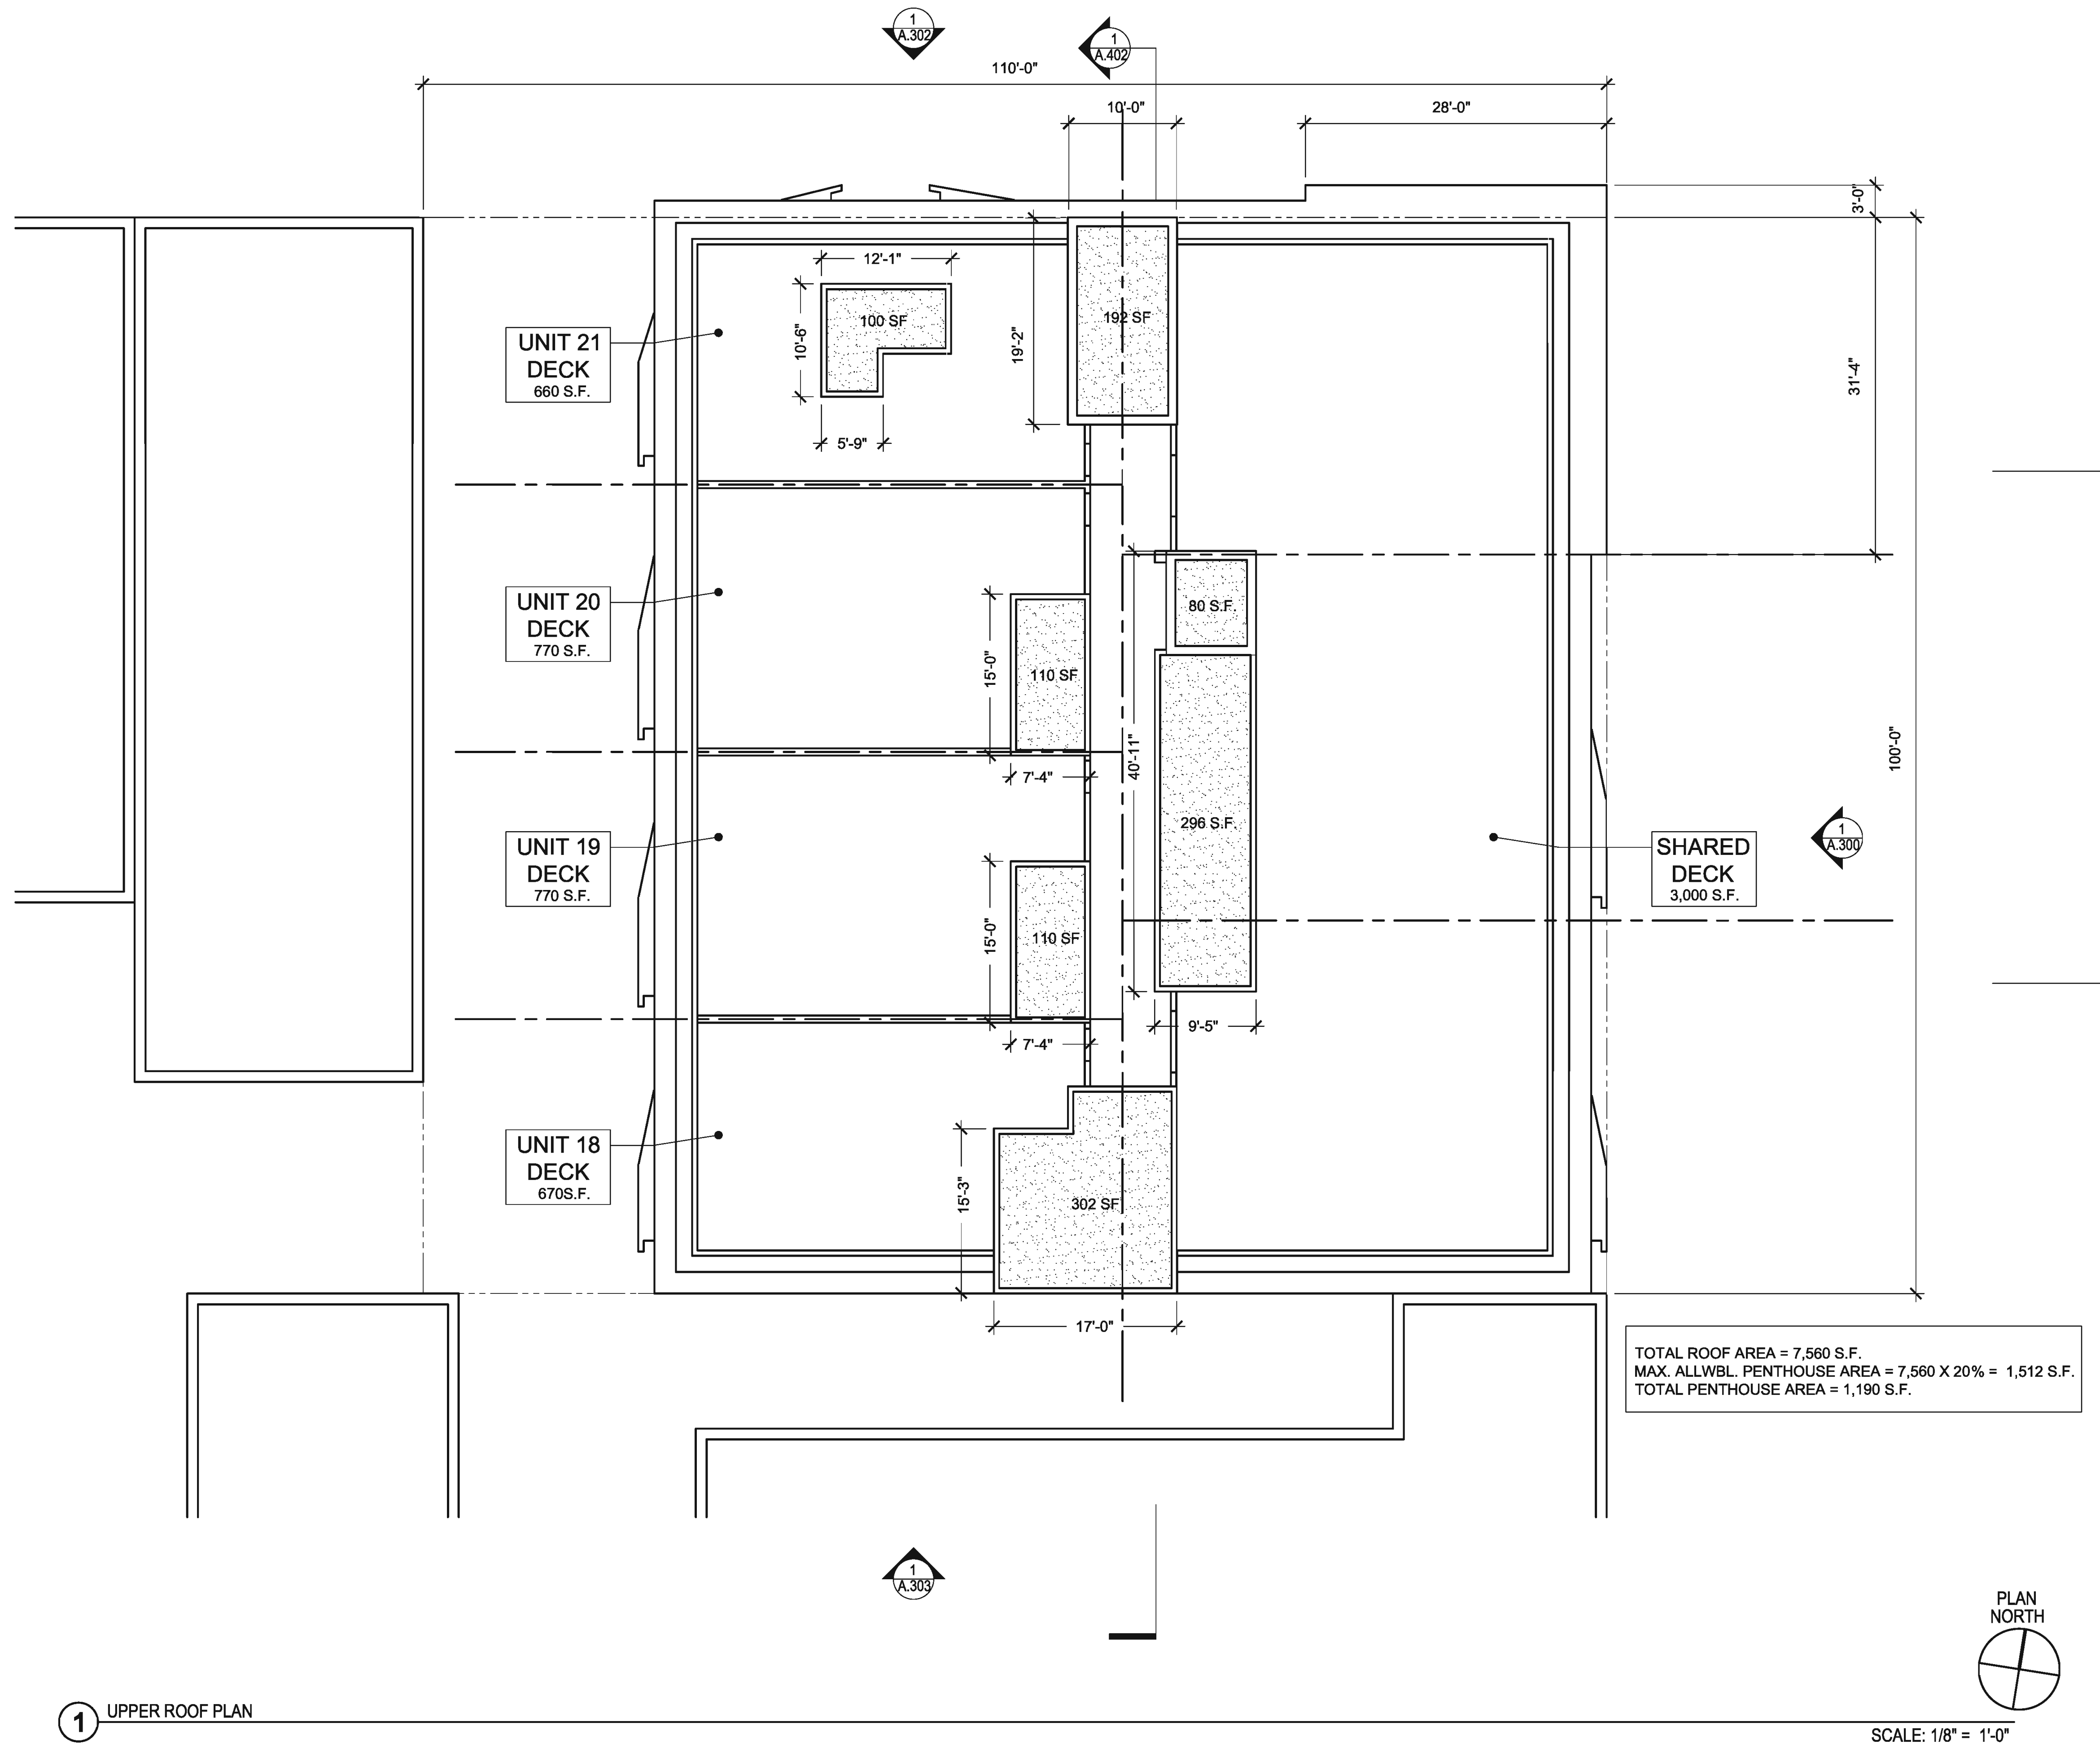 1
A.302
1
A.402
110'-0"
10'-0"
28'-0"
3'-0"
12'-1"
100 SF
192 SF
10'-6"
19'-2"
UNIT 21
DECK
660 S.F.
31'-4"
5'-9"
UNIT 20
DECK
770 S.F.
80 S.F.
15'-0"
110 SF
40'-11"
100'-0"
7'-4"
296 S.F.
UNIT 19
DECK
770 S.F.
SHARED
DECK
3,000 S.F.
1
A.300
15'-0"
110 SF
9'-5"
7'-4"
UNIT 18
DECK
670S.F.
15'-3"
302 SF
17'-0"
TOTAL ROOF AREA = 7,560 S.F.
MAX. ALLWBL. PENTHOUSE AREA = 7,560 X 20% = 1,512 S.F.
TOTAL PENTHOUSE AREA = 1,190 S.F.
1
A.303
PLAN
NORTH
1
UPPER ROOF PLAN
SCALE: 1/8" = 1'-0"